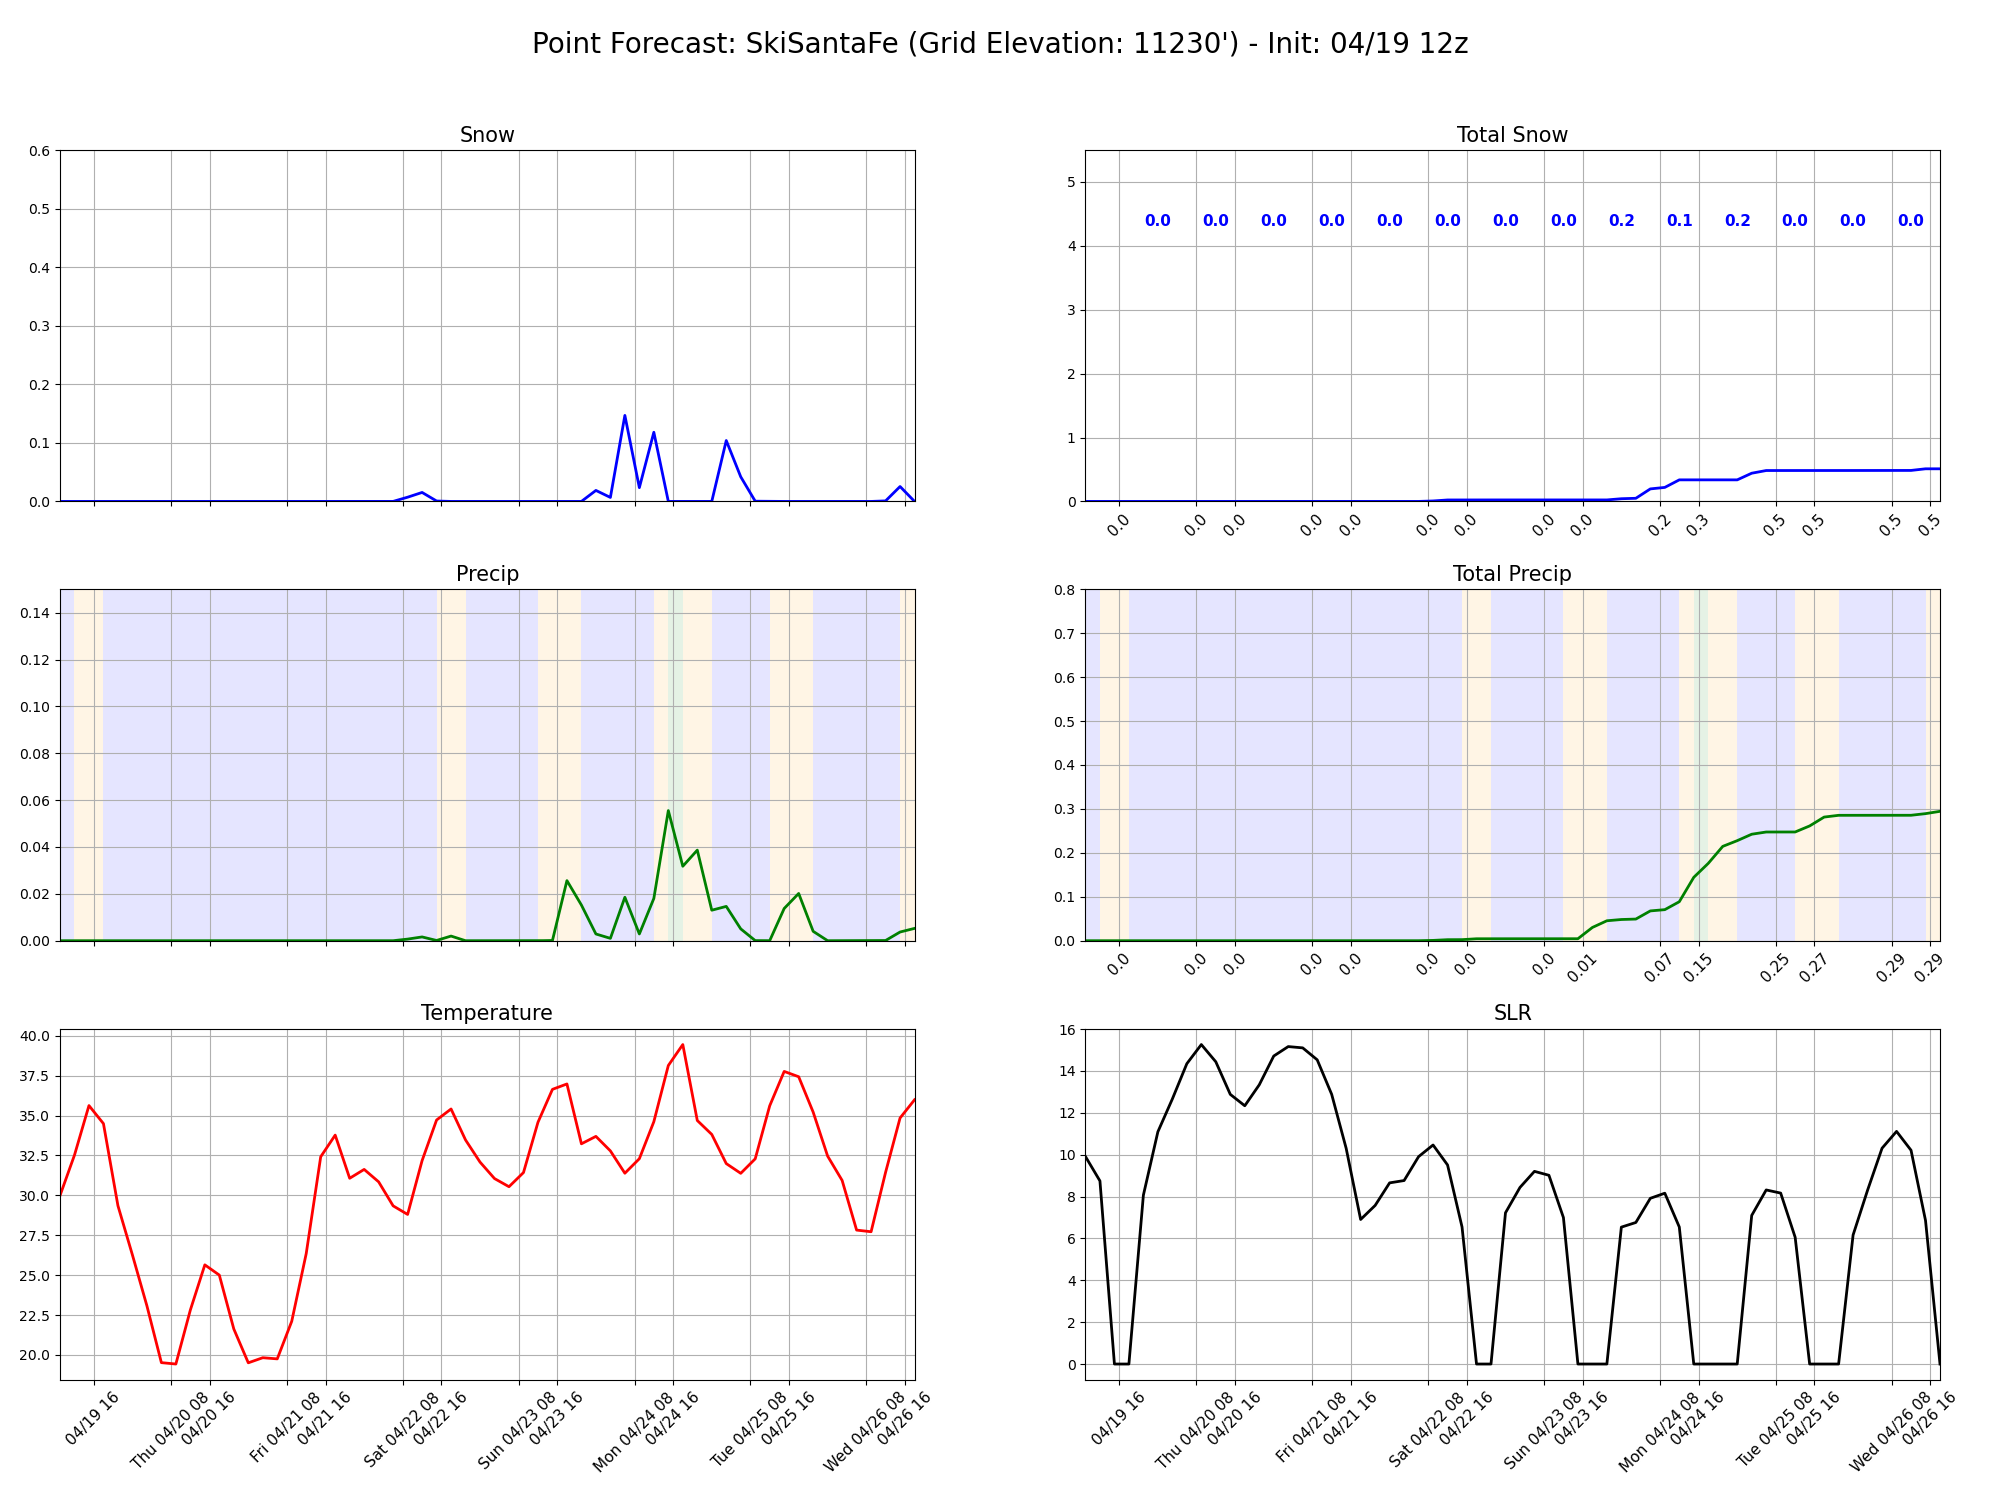 Point Forecast: SkiSantaFe (Grid Elevation: 11230') - Init: 04/19 12z
Snow
0.6
0.5
0.4
0.3
0.2
0.1
0.0
Total Snow
5
4
3
2
1
0
0.0 0.0 0.0 0.0 0.0 0.0 0.0 0.0 0.2 0.1 0.2 0.0 0.0 0.0
0.0 0.0 0.0 0.0 0.0 0.0 0.0 0.0 0.0 0.2 0.3 0.5 0.5 0.5 0.5
Precip
0.14
0.12
0.10
0.08
0.06
0.04
0.02
0.00
Total Precip
0.8
0.7
0.6
0.5
0.4
0.3
0.2
0.1
0.0
0.0 0.0 0.0 0.0 0.0 0.0 0.0 0.0 0.01 0.07 0.15 0.25 0.27 0.29 0.29
Temperature
40.0
37.5
35.0
32.5
30.0
27.5
25.0
22.5
20.0
04/19 16
Thu 04/20 08
04/20 16
Fri 04/21 08
04/21 16
Sat 04/22 08
04/22 16
Sun 04/23 08
04/23 16
Mon 04/24 08
04/24 16
Tue 04/25 08
04/25 16
Wed 04/26 08
04/26 16
SLR
16
14
12
10
8
6
4
2
0
04/19 16
Thu 04/20 08
04/20 16
Fri 04/21 08
04/21 16
Sat 04/22 08
04/22 16
Sun 04/23 08
04/23 16
Mon 04/24 08
04/24 16
Tue 04/25 08
04/25 16
Wed 04/26 08
04/26 16